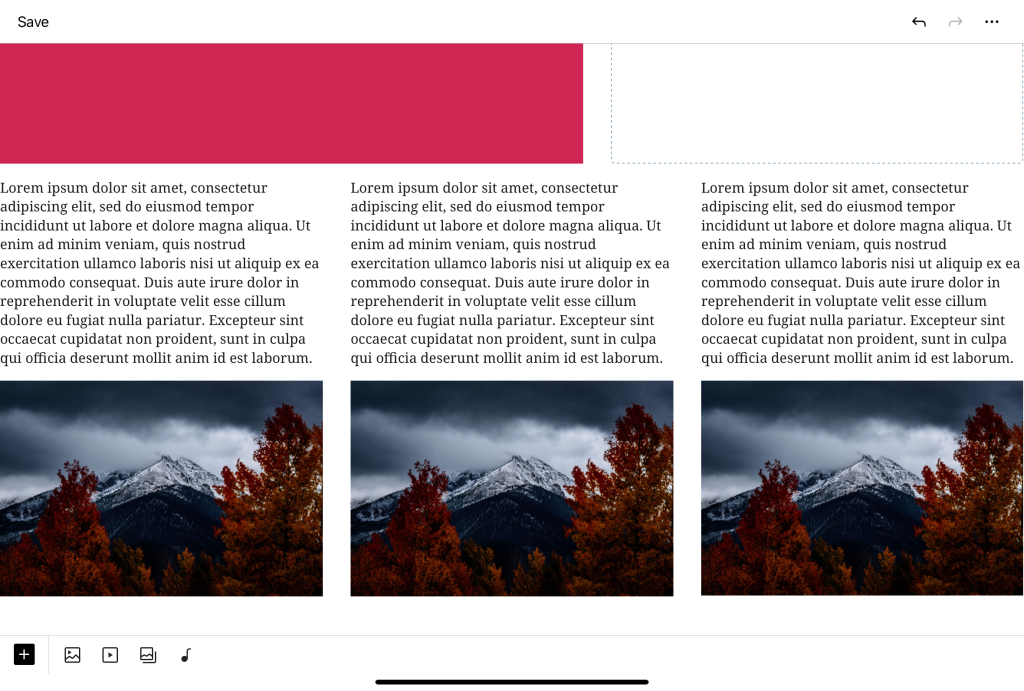 Save
Lorem ipsum dolor sit amet, consectetur
adipiscing elit, sed do eiusmod tempor
incididunt ut labore et dolore magna aliqua. Ut
enim ad minim veniam, quis nostrud
exercitation ullamco laboris nisi ut aliquip ex ea
commodo consequat. Duis aute irure dolor in
reprehenderit in voluptate velit esse cillum
dolore eu fugiat nulla pariatur. Excepteur sint
occaecat cupidatat non proident, sunt in culpa
qui officia deserunt mollit anim id est laborum.
Lorem ipsum dolor sit amet, consectetur
adipiscing elit, sed do eiusmod tempor
incididunt ut labore et dolore magna aliqua. Ut
enim ad minim veniam, quis nostrud
exercitation ullamco laboris nisi ut aliquip ex ea
commodo consequat. Duis aute irure dolor in
reprehenderit in voluptate velit esse cillum
dolore eu fugiat nulla pariatur. Excepteur sint
occaecat cupidatat non proident, sunt in culpa
qui officia deserunt mollit anim id est laborum.
Lorem ipsum dolor sit amet, consectetur
adipiscing elit, sed do eiusmod tempor
incididunt ut labore et dolore magna aliqua. Ut
enim ad minim veniam, quis nostrud
exercitation ullamco laboris nisi ut aliquip ex ea
commodo consequat. Duis aute irure dolor in
reprehenderit in voluptate velit esse cillum
dolore eu fugiat nulla pariatur. Excepteur sint
occaecat cupidatat non proident, sunt in culpa
qui officia deserunt mollit anim id est laborum.